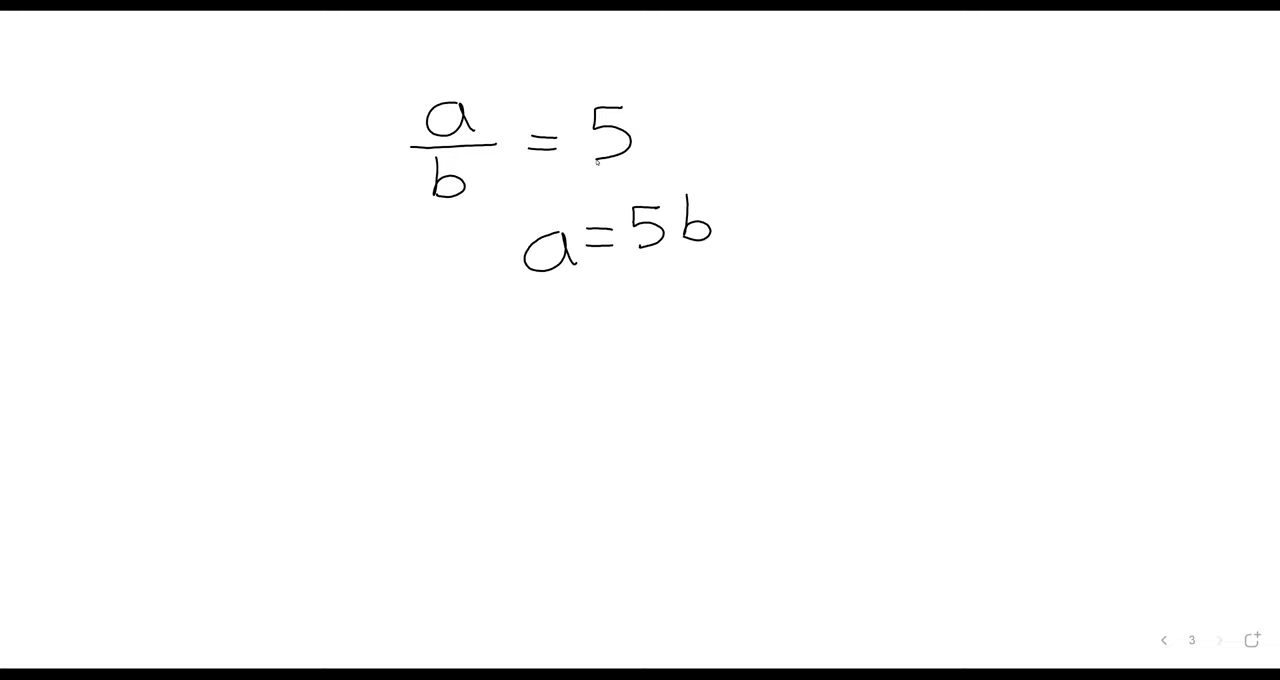 a/b = 5
a = 5b
3